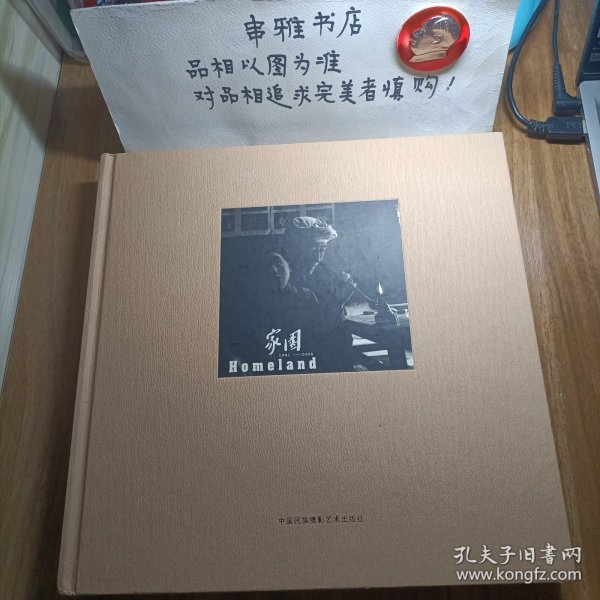 串雅书店
品相以图为准
对品相追求完美者慎购！
家园
Homeland
中国民族摄影艺术出版社
孔夫子旧书网
www.kongfz.com